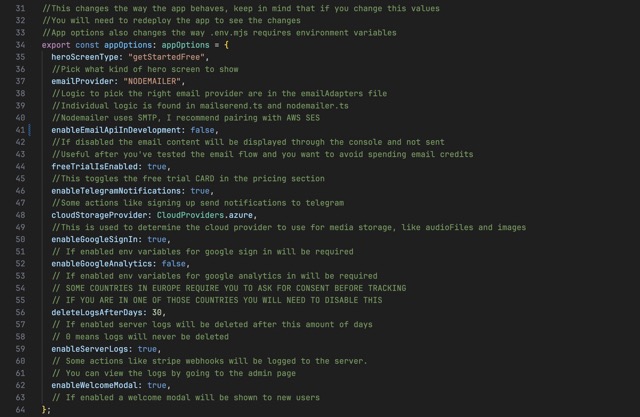 31 //This changes the way the app behaves, keep in mind that if you change this values
32 //You will need to redeploy the app to see the changes
33 //App options also changes the way .env.mjs requires environment variables
34 export const appOptions: appOptions = {
35 heroScreenType: "getStartedFree",
36 //Pick what kind of hero screen to show
37 emailProvider: "NODEMAILER",
38 //Logic to pick the right email provider are in the emailAdapters file
39 //Individual logic is found in mailserend.ts and nodemailer.ts
40 //Nodemailer uses SMTP, I recommend pairing with AWS SES
41 enableEmailApiInDevelopment: false,
42 //If disabled the email content will be displayed through the console and not sent
43 //Useful after you've tested the email flow and you want to avoid spending email credits
44 freeTrialIsEnabled: true,
45 //This toggles the free trial CARD in the pricing section
46 enableTelegramNotifications: true,
47 //Some actions like signing up send notifications to telegram
48 cloudStorageProvider: CloudProviders.azure,
49 //This is used to determine the cloud provider to use for media storage, like audioFiles and images
50 enableGoogleSignIn: true,
51 // If enabled env variables for google sign in will be required
52 enableGoogleAnalytics: false,
53 // If enabled env variables for google analytics in will be required
54 // SOME COUNTRIES IN EUROPE REQUIRE YOU TO ASK FOR CONSENT BEFORE TRACKING
55 // IF YOU ARE IN ONE OF THOSE COUNTRIES YOU WILL NEED TO DISABLE THIS
56 deleteLogsAfterDays: 30,
57 // If enabled server logs will be deleted after this amount of days
58 // 0 means logs will never be deleted
59 enableServerLogs: true,
60 // Some actions like stripe webhooks will be logged to the server.
61 // You can view the logs by going to the admin page
62 enableWelcomeModal: true,
63 // If enabled a welcome modal will be shown to new users
64 };